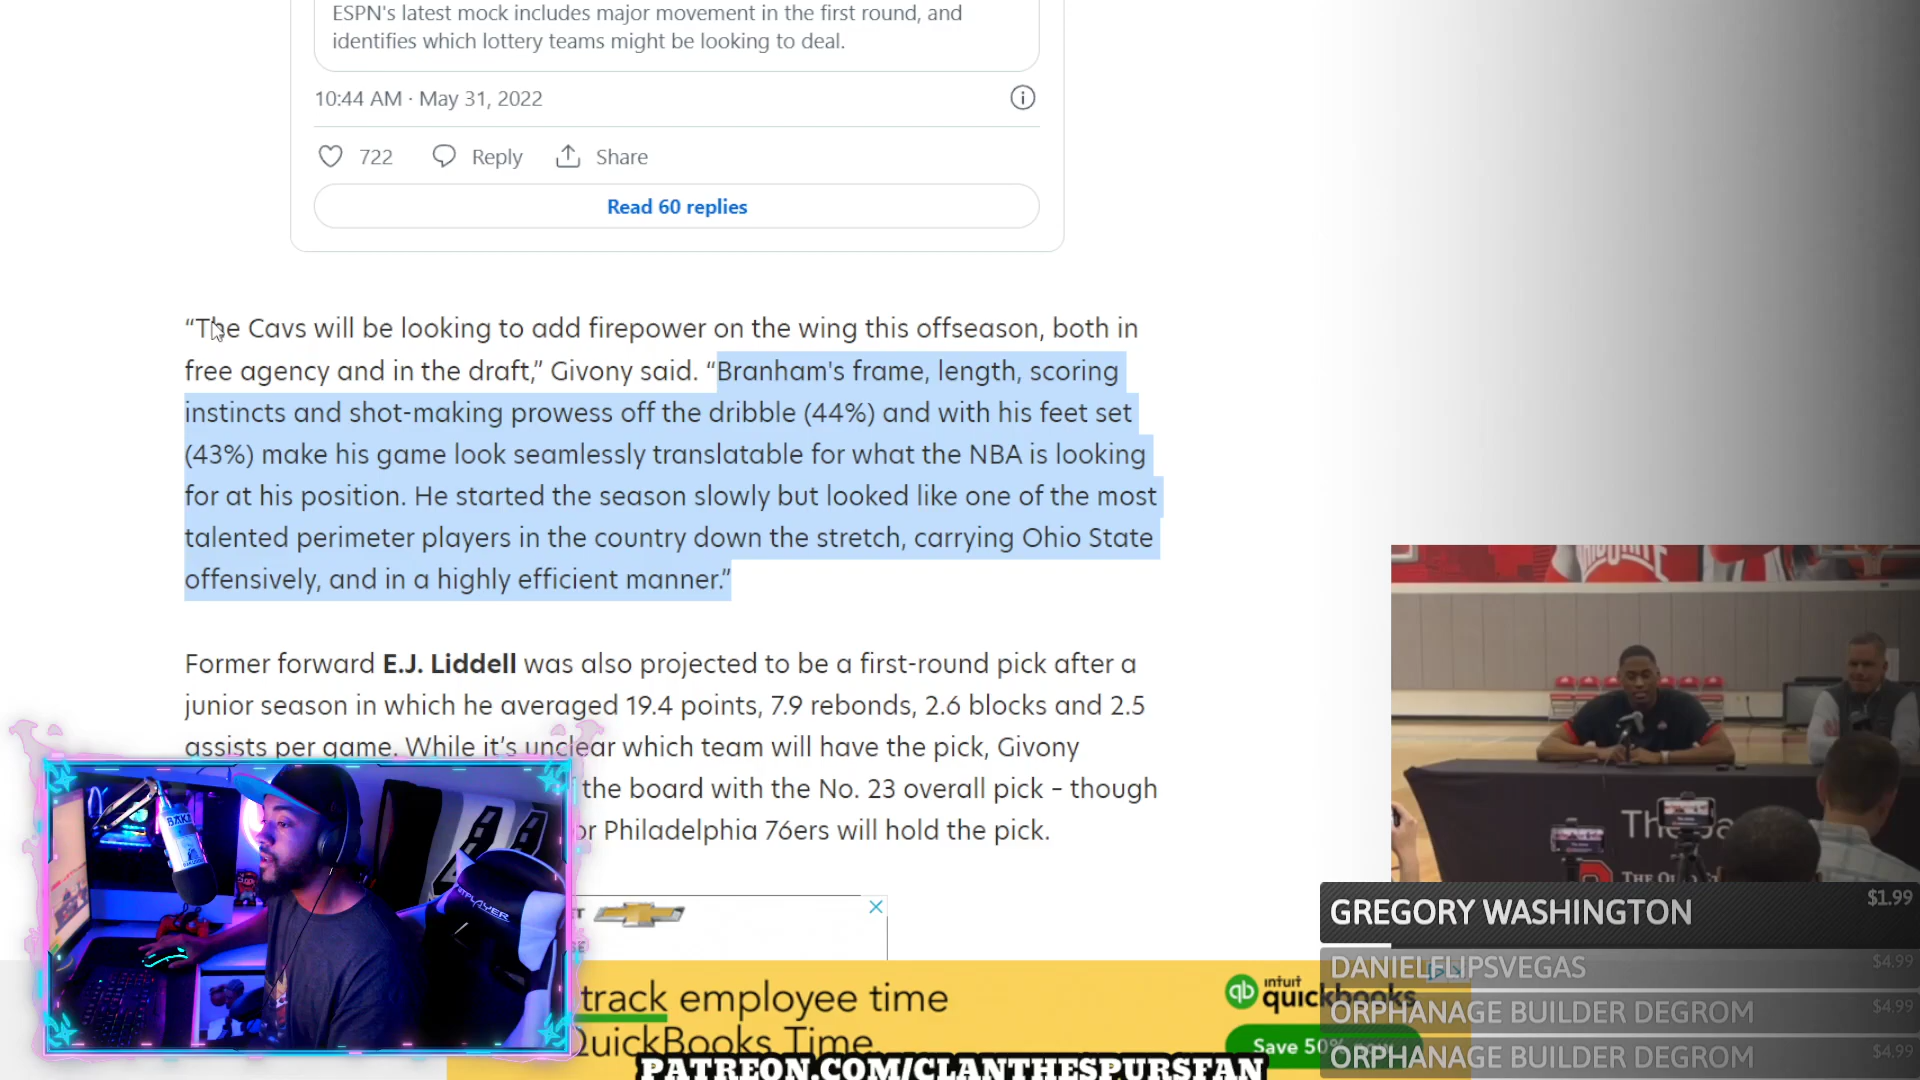 ESPN's latest mock includes major movement in the first round, and
identifies which lottery teams might be looking to deal.
10:44 AM · May 31, 2022
722 Reply Share
Read 60 replies
“The Cavs will be looking to add firepower on the wing this offseason, both in
free agency and in the draft,” Givony said. “Branham's frame, length, scoring
instincts and shot-making prowess off the dribble (44%) and with his feet set
(43%) make his game look seamlessly translatable for what the NBA is looking
for at his position. He started the season slowly but looked like one of the most
talented perimeter players in the country down the stretch, carrying Ohio State
offensively, and in a highly efficient manner.”
Former forward E.J. Liddell was also projected to be a first-round pick after a
junior season in which he averaged 19.4 points, 7.9 rebonds, 2.6 blocks and 2.5
assists per game. While it’s unclear which team will have the pick, Givony
the board with the No. 23 overall pick – though
or Philadelphia 76ers will hold the pick.
GREGORY WASHINGTON $1.99
DANIELFLIPSVEGAS $4.99
ORPHANAGE BUILDER DEGROM $4.99
ORPHANAGE BUILDER DEGROM $4.99
track employee time
QuickBooks Time.
intuit
quickbooks
Save 50% now
PATREON.COM/CLANTHESPURSFAN